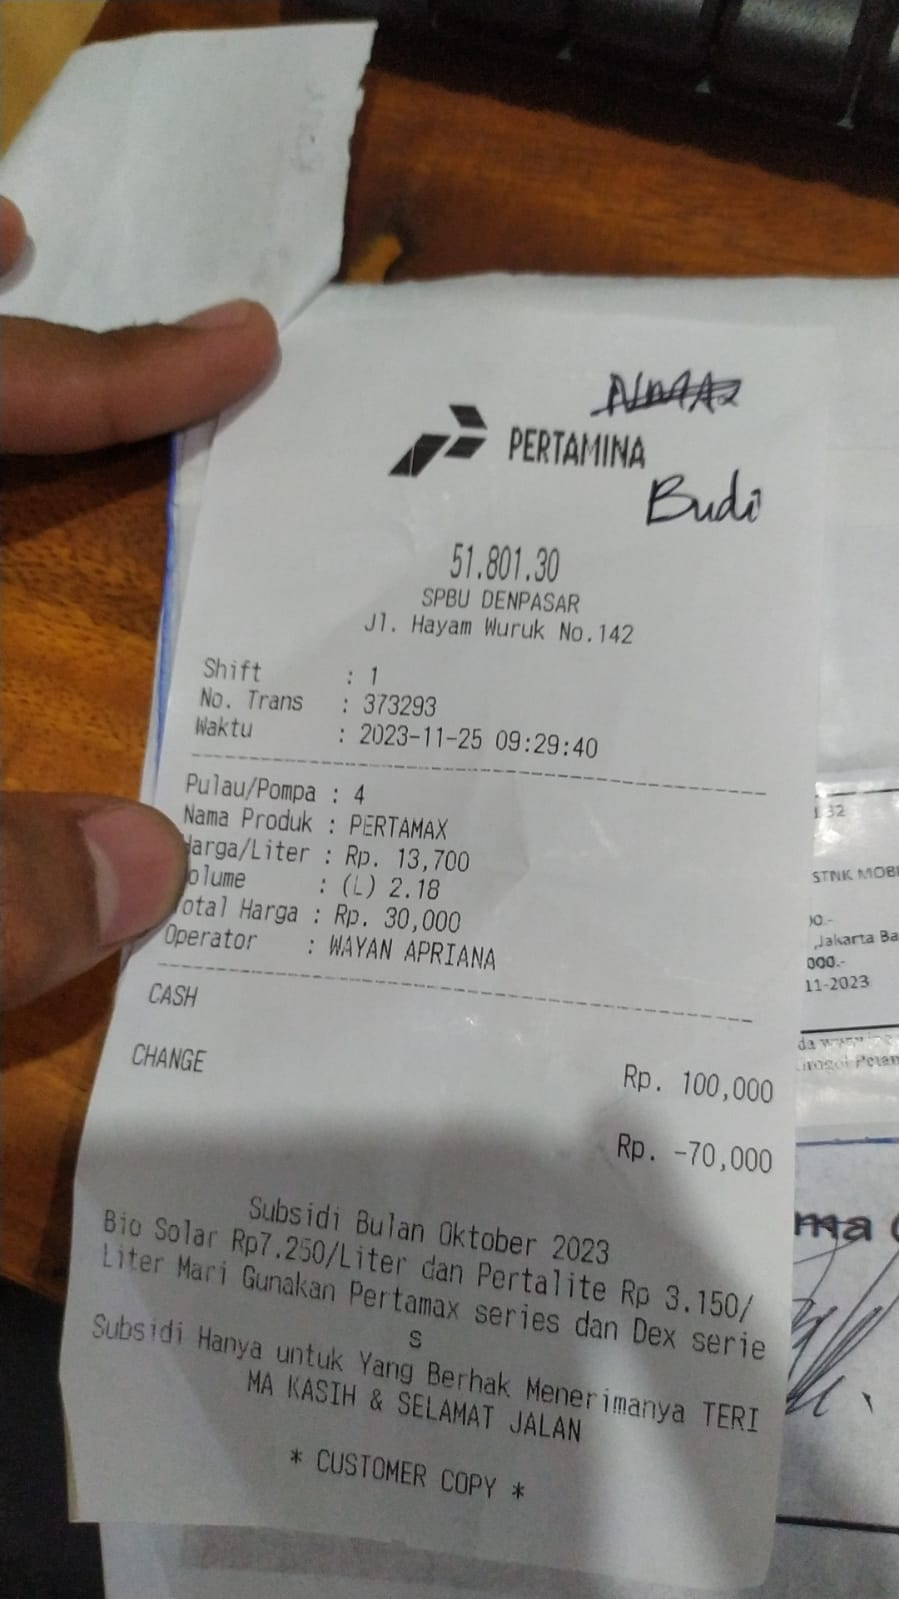 NMAX
PERTAMINA
Budi
51.801.30
SPBU DENPASAR
Jl. Hayam Wuruk No.142
Shift : 1
No. Trans : 373293
Waktu : 2023-11-25 09:29:40
Pulau/Pompa : 4
Nama Produk : PERTAMAX
Harga/Liter : Rp. 13,700
olume : (L) 2.18
otal Harga : Rp. 30,000
Operator : WAYAN APRIANA
CASH
Rp. 100,000
CHANGE
Rp. -70,000
Subsidi Bulan Oktober 2023
Bio Solar Rp7.250/Liter dan Pertalite Rp 3.150/
Liter Mari Gunakan Pertamax series dan Dex serie
s
Subsidi Hanya untuk Yang Berhak Menerimanya TERI
MA KASIH & SELAMAT JALAN
* CUSTOMER COPY *
STNK MOBI
,Jakarta Ba
000.-
11-2023